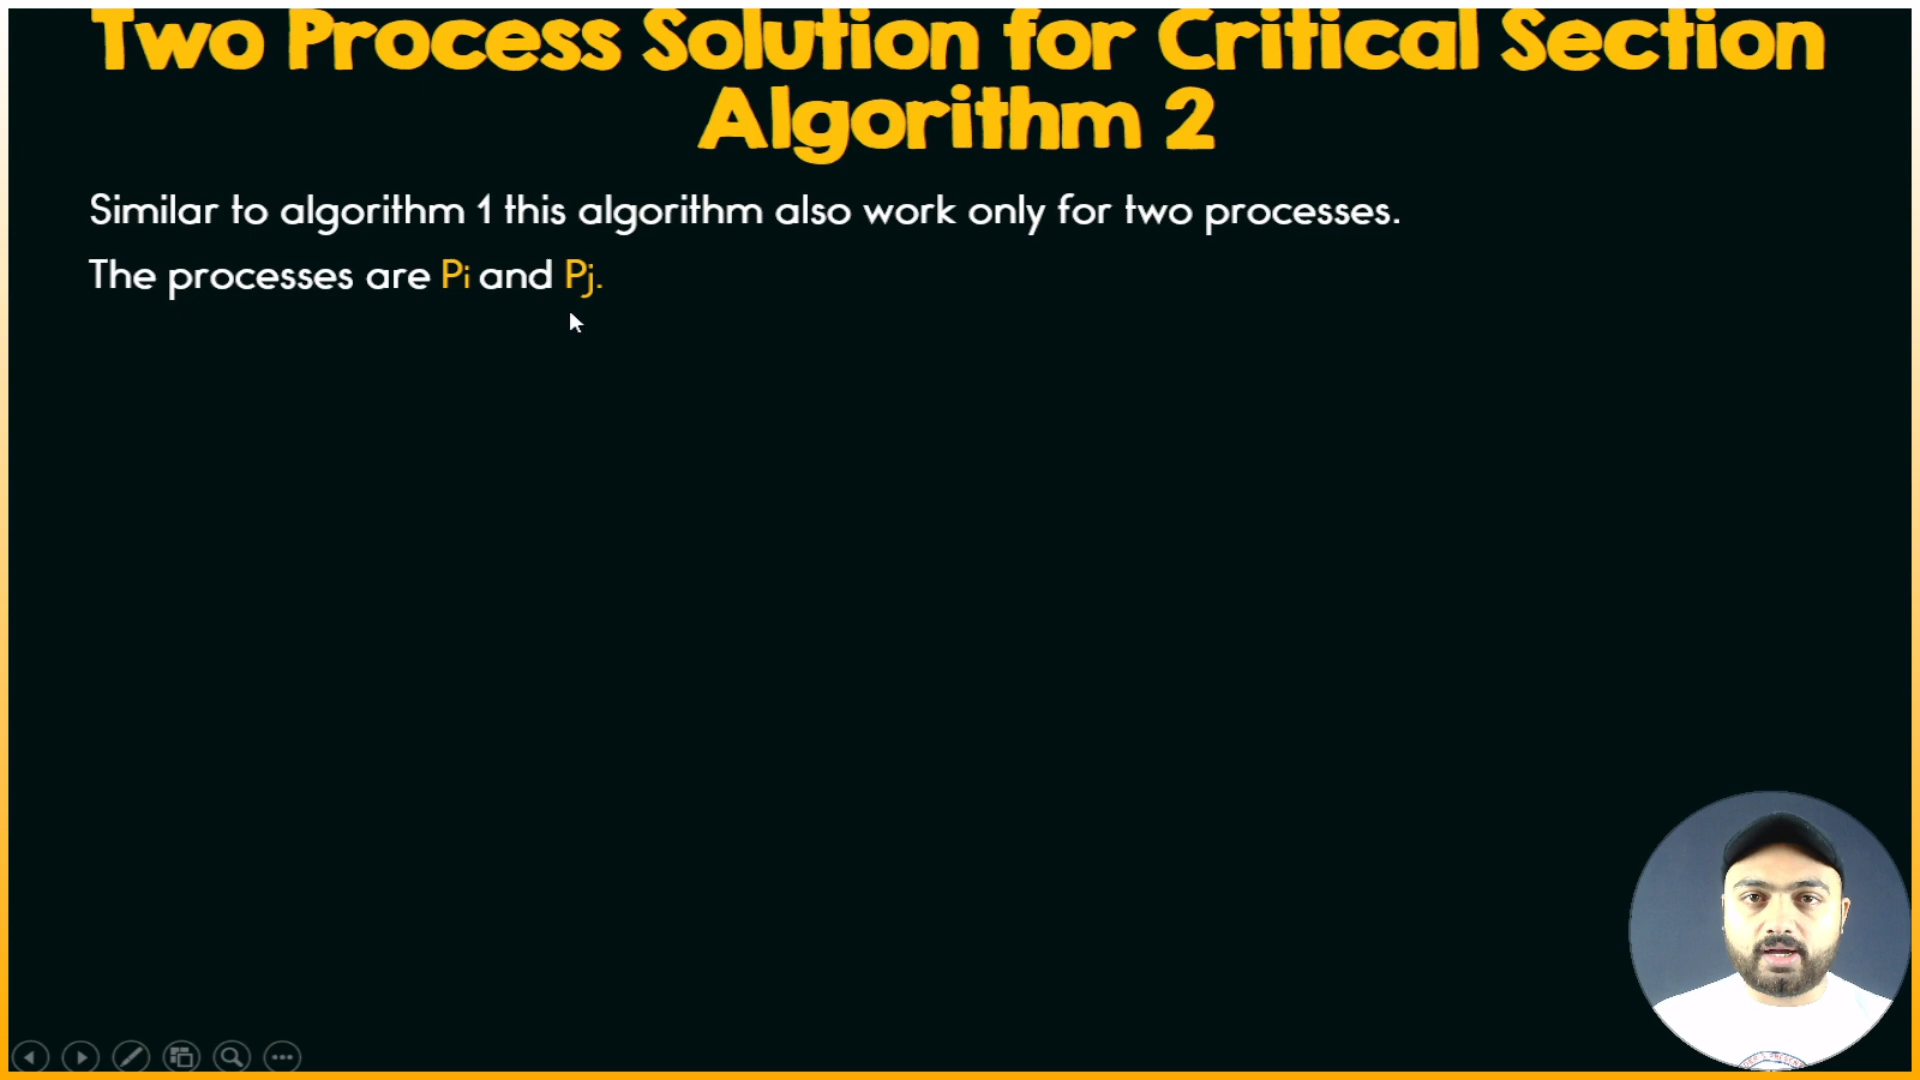 Two Process Solution for Critical Section
Algorithm 2
Similar to algorithm 1 this algorithm also work only for two processes.
The processes are Pi and Pj.